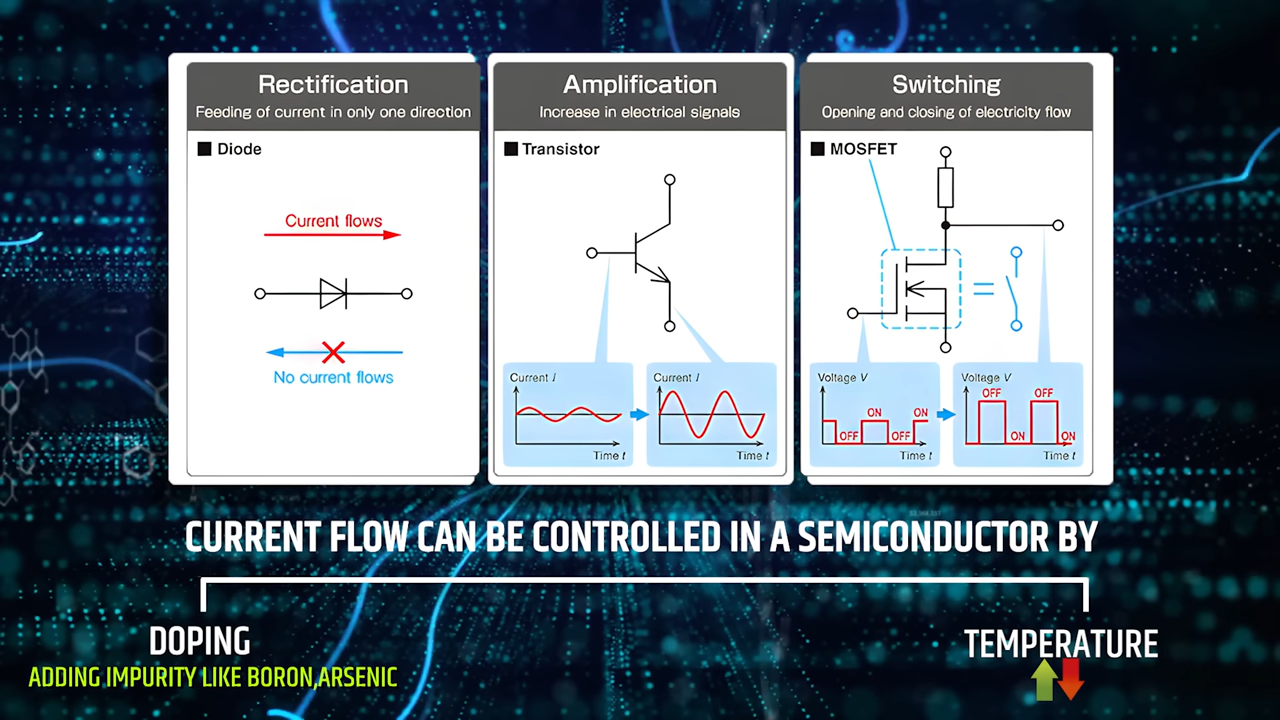 Rectification
Feeding of current in only one direction
■ Diode
Current flows
No current flows
Amplification
Increase in electrical signals
■ Transistor
Current I
Time t
Current I
Time t
Switching
Opening and closing of electricity flow
■ MOSFET
=
Voltage V
ON ON
OFF OFF
Time t
Voltage V
OFF OFF
ON ON
Time t
CURRENT FLOW CAN BE CONTROLLED IN A SEMICONDUCTOR BY
DOPING
ADDING IMPURITY LIKE BORON,ARSENIC
TEMPERATURE